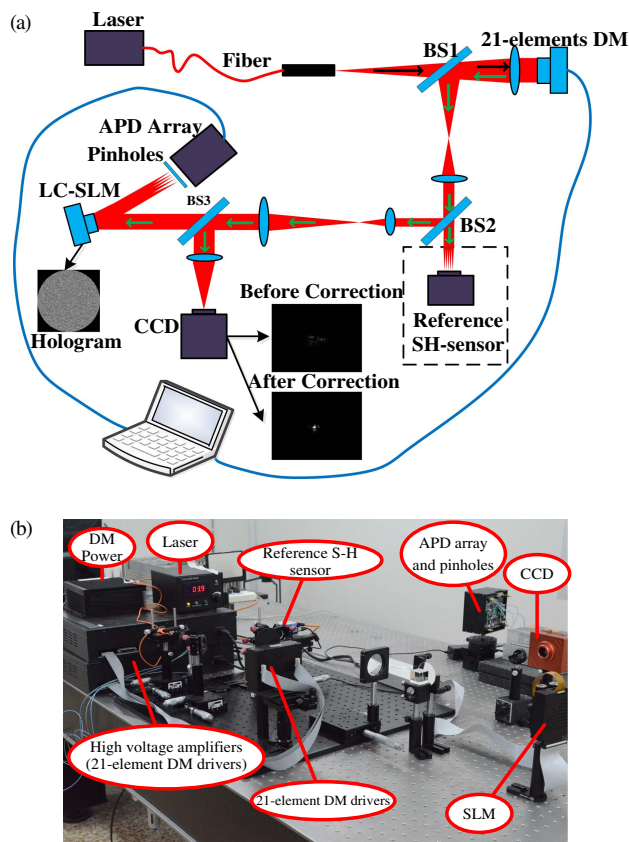 (a)
Laser
Fiber
BS1
21-elements DM
APD Array
Pinholes
LC-SLM
BS3
BS2
Hologram
CCD
Before Correction
After Correction
Reference
SH-sensor
(b)
DM
Power
Laser
Reference S-H
sensor
APD array
and pinholes
CCD
03.9
High voltage amplifiers
(21-element DM drivers)
21-element DM drivers
SLM